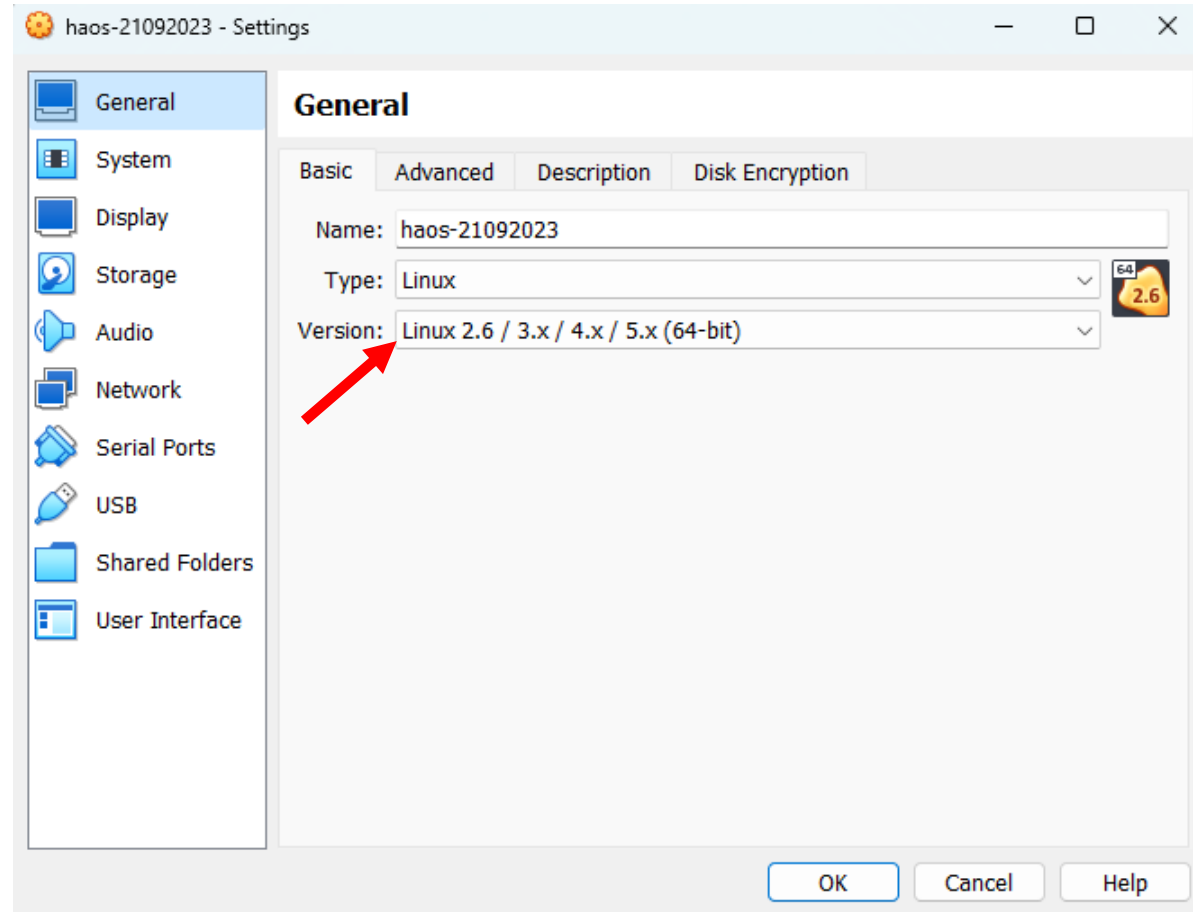 haos-21092023 - Settings
General
System
Display
Storage
Audio
Network
Serial Ports
USB
Shared Folders
User Interface
General
Basic Advanced Description Disk Encryption
Name: haos-21092023
Type: Linux
64
2.6
Version: Linux 2.6 / 3.x / 4.x / 5.x (64-bit)
OK Cancel Help